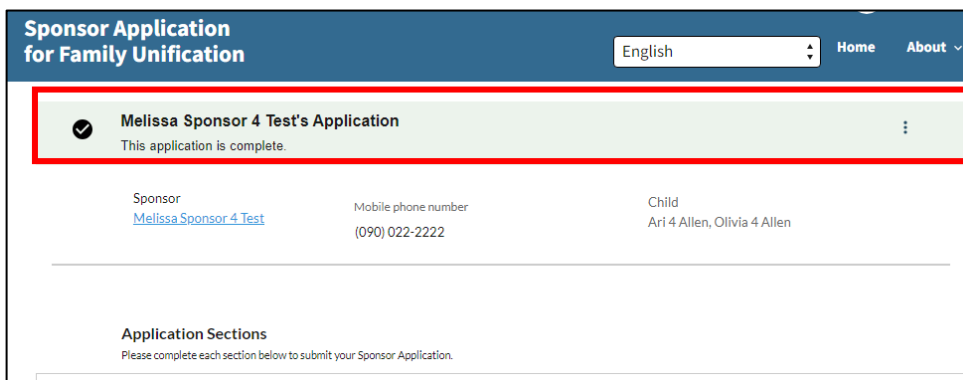 Sponsor Application
for Family Unification
English
Home
About
Melissa Sponsor 4 Test's Application
This application is complete.
Sponsor
Melissa Sponsor 4 Test
Mobile phone number
(090) 022-2222
Child
Ari 4 Allen, Olivia 4 Allen
Application Sections
Please complete each section below to submit your Sponsor Application.